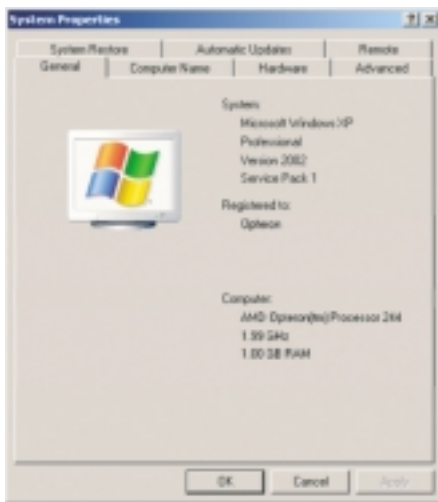 System Properties
System Restore Automatic Updates Remote
General Computer Name Hardware Advanced
System:
Microsoft Windows XP
Professional
Version 2002
Service Pack 1
Registered to:
Opteron
Computer:
AMD Opteron(tm) Processor 244
1.99 GHz
1.00 GB RAM
OK Cancel Apply